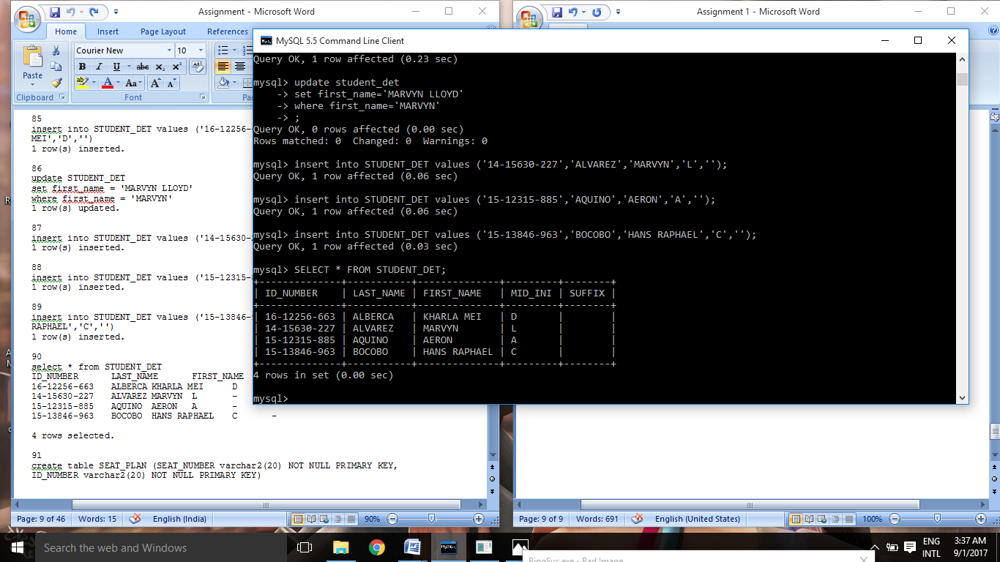 Assignment - Microsoft Word
Assignment 1 - Microsoft Word
Home Insert Page Layout References
Courier New 10
Paste
Clipboard Font
MySQL 5.5 Command Line Client
Query OK, 1 row affected (0.23 sec)
mysql> update student_det
-> set first_name='MARVYN LLOYD'
-> where first_name='MARVYN'
-> ;
Query OK, 0 rows affected (0.00 sec)
Rows matched: 0 Changed: 0 Warnings: 0
mysql> insert into STUDENT_DET values ('14-15630-227','ALVAREZ','MARVYN','L','');
Query OK, 1 row affected (0.06 sec)
mysql> insert into STUDENT_DET values ('15-12315-885','AQUINO','AERON','A','');
Query OK, 1 row affected (0.06 sec)
mysql> insert into STUDENT_DET values ('15-13846-963','BOCOBO','HANS RAPHAEL','C','');
Query OK, 1 row affected (0.03 sec)
mysql> SELECT * FROM STUDENT_DET;
+--------------+-----------+--------------+---------+--------+
| ID_NUMBER | LAST_NAME | FIRST_NAME | MID_INI | SUFFIX |
+--------------+-----------+--------------+---------+--------+
| 16-12256-663 | ALBERCA | KHARLA MEI | D | |
| 14-15630-227 | ALVAREZ | MARVYN | L | |
| 15-12315-885 | AQUINO | AERON | A | |
| 15-13846-963 | BOCOBO | HANS RAPHAEL | C | |
+--------------+-----------+--------------+---------+--------+
4 rows in set (0.00 sec)
mysql>
85
insert into STUDENT_DET values ('16-12256-
MEI','D','')
1 row(s) inserted.
86
update STUDENT_DET
set first_name = 'MARVYN LLOYD'
where first_name = 'MARVYN'
1 row(s) updated.
87
insert into STUDENT_DET values ('14-15630-
1 row(s) inserted.
88
insert into STUDENT_DET values ('15-12315-
1 row(s) inserted.
89
insert into STUDENT_DET values ('15-13846-
RAPHAEL','C','')
1 row(s) inserted.
90
select * from STUDENT_DET
ID_NUMBER LAST_NAME FIRST_NAME
16-12256-663 ALBERCA KHARLA MEI D
14-15630-227 ALVAREZ MARVYN L -
15-12315-885 AQUINO AERON A -
15-13846-963 BOCOBO HANS RAPHAEL C -
4 rows selected.
91
create table SEAT_PLAN (SEAT_NUMBER varchar2(20) NOT NULL PRIMARY KEY,
ID_NUMBER varchar2(20) NOT NULL PRIMARY KEY)
Page: 9 of 46 Words: 15 English (India) 90%
Page: 9 of 9 Words: 691 English (United States) 100%
Search the web and Windows
ENG
INTL
3:37 AM
9/1/2017
BingSvc.exe - Bad Image